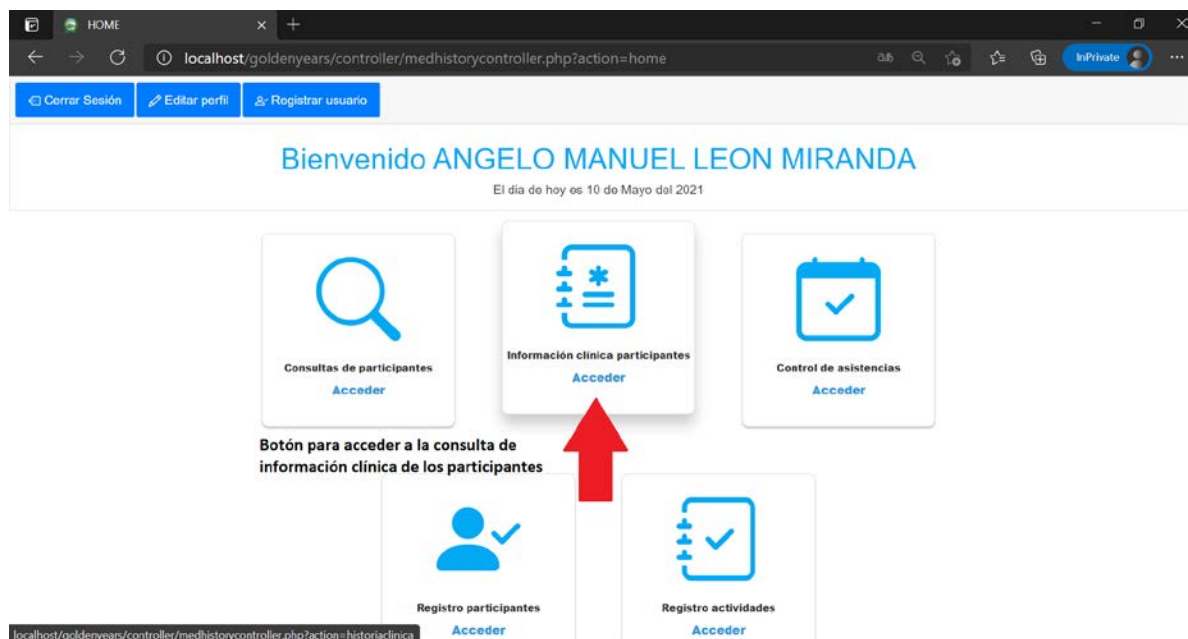 HOME
localhost/goldenyears/controller/medhistorycontroller.php?action=home
InPrivate
Cerrar Sesión
Editar perfil
Registrar usuario
Bienvenido ANGELO MANUEL LEON MIRANDA
El dia de hoy es 10 de Mayo del 2021
Consultas de participantes
Acceder
Información clínica participantes
Acceder
Control de asistencias
Acceder
Botón para acceder a la consulta de
información clínica de los participantes
Registro participantes
Acceder
Registro actividades
Acceder
localhost/goldenyears/controller/medhistorycontroller.php?action=historiaclinica